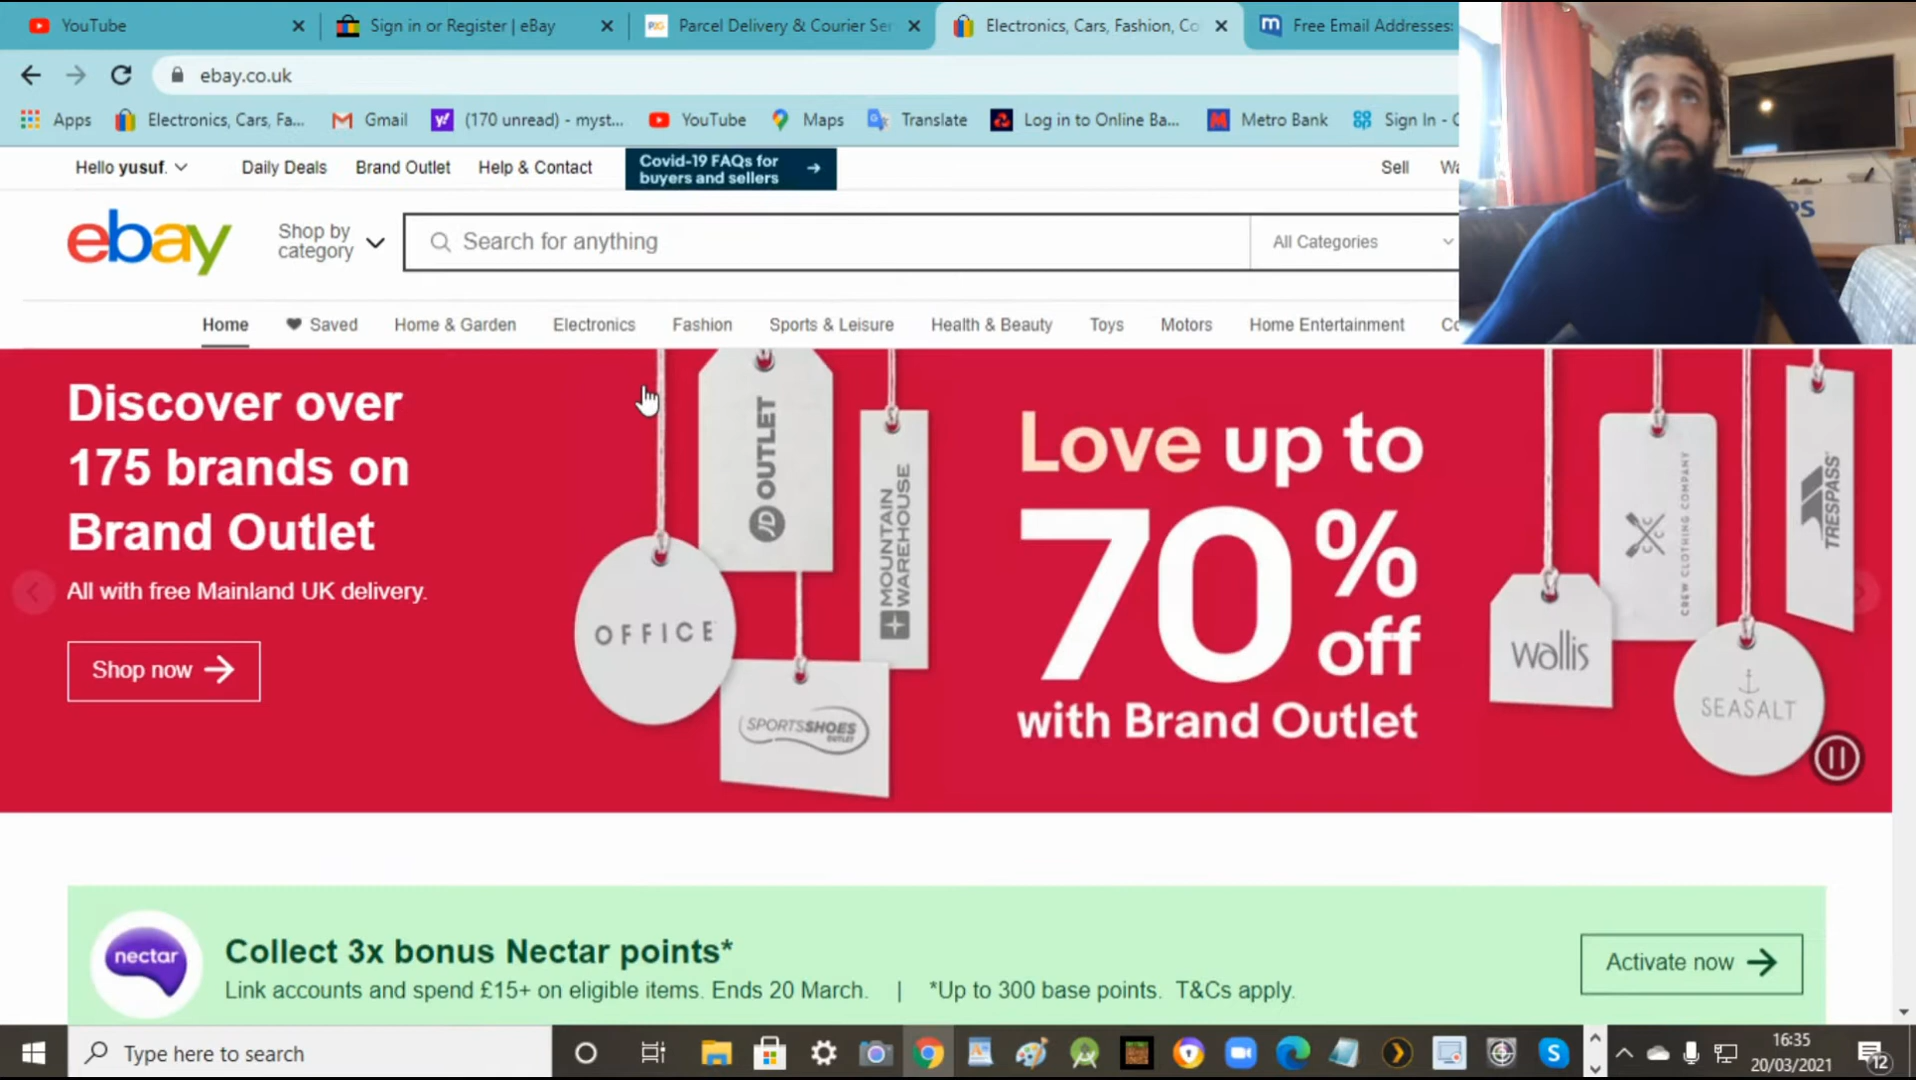 YouTube
Sign in or Register | eBay
Parcel Delivery & Courier Ser
Electronics, Cars, Fashion, Co
Free Email Addresses:
ebay.co.uk
Apps
Electronics, Cars, Fa...
Gmail
(170 unread) - myst...
YouTube
Maps
Translate
Log in to Online Ba...
Metro Bank
Sign In -
Hello yusuf.
Daily Deals
Brand Outlet
Help & Contact
Covid-19 FAQs for
buyers and sellers
Sell
ebay
Shop by
category
Search for anything
All Categories
Home
Saved
Home & Garden
Electronics
Fashion
Sports & Leisure
Health & Beauty
Toys
Motors
Home Entertainment
Discover over
175 brands on
Brand Outlet
All with free Mainland UK delivery.
Shop now
OFFICE
JD OUTLET
MOUNTAIN
WAREHOUSE
SPORTSSHOES
OUTLET
Love up to
70%
off
with Brand Outlet
wallis
CREW CLOTHING COMPANY
SEASALT
TRESPASS
nectar
Collect 3x bonus Nectar points*
Link accounts and spend £15+ on eligible items. Ends 20 March. | *Up to 300 base points. T&Cs apply.
Activate now
Type here to search
16:35
20/03/2021
12